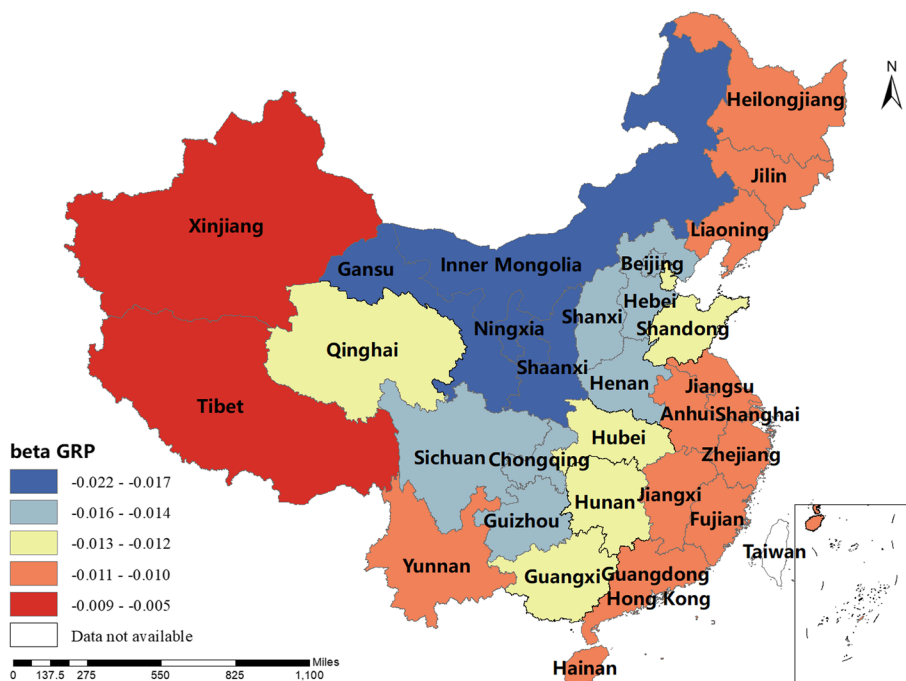 N
Heilongjiang
Jilin
Liaoning
Xinjiang
Gansu
Inner Mongolia
Beijing
Hebei
Shanxi
Shandong
Ningxia
Qinghai
Shaanxi
Henan
Jiangsu
Tibet
Anhui
Shanghai
Hubei
Zhejiang
Sichuan
Chongqing
Hunan
Jiangxi
Guizhou
Fujian
Taiwan
Yunnan
Guangxi
Guangdong
Hong Kong
Hainan
beta GRP
-0.022 - -0.017
-0.016 - -0.014
-0.013 - -0.012
-0.011 - -0.010
-0.009 - -0.005
Data not available
Miles
0 137.5 275 550 825 1,100